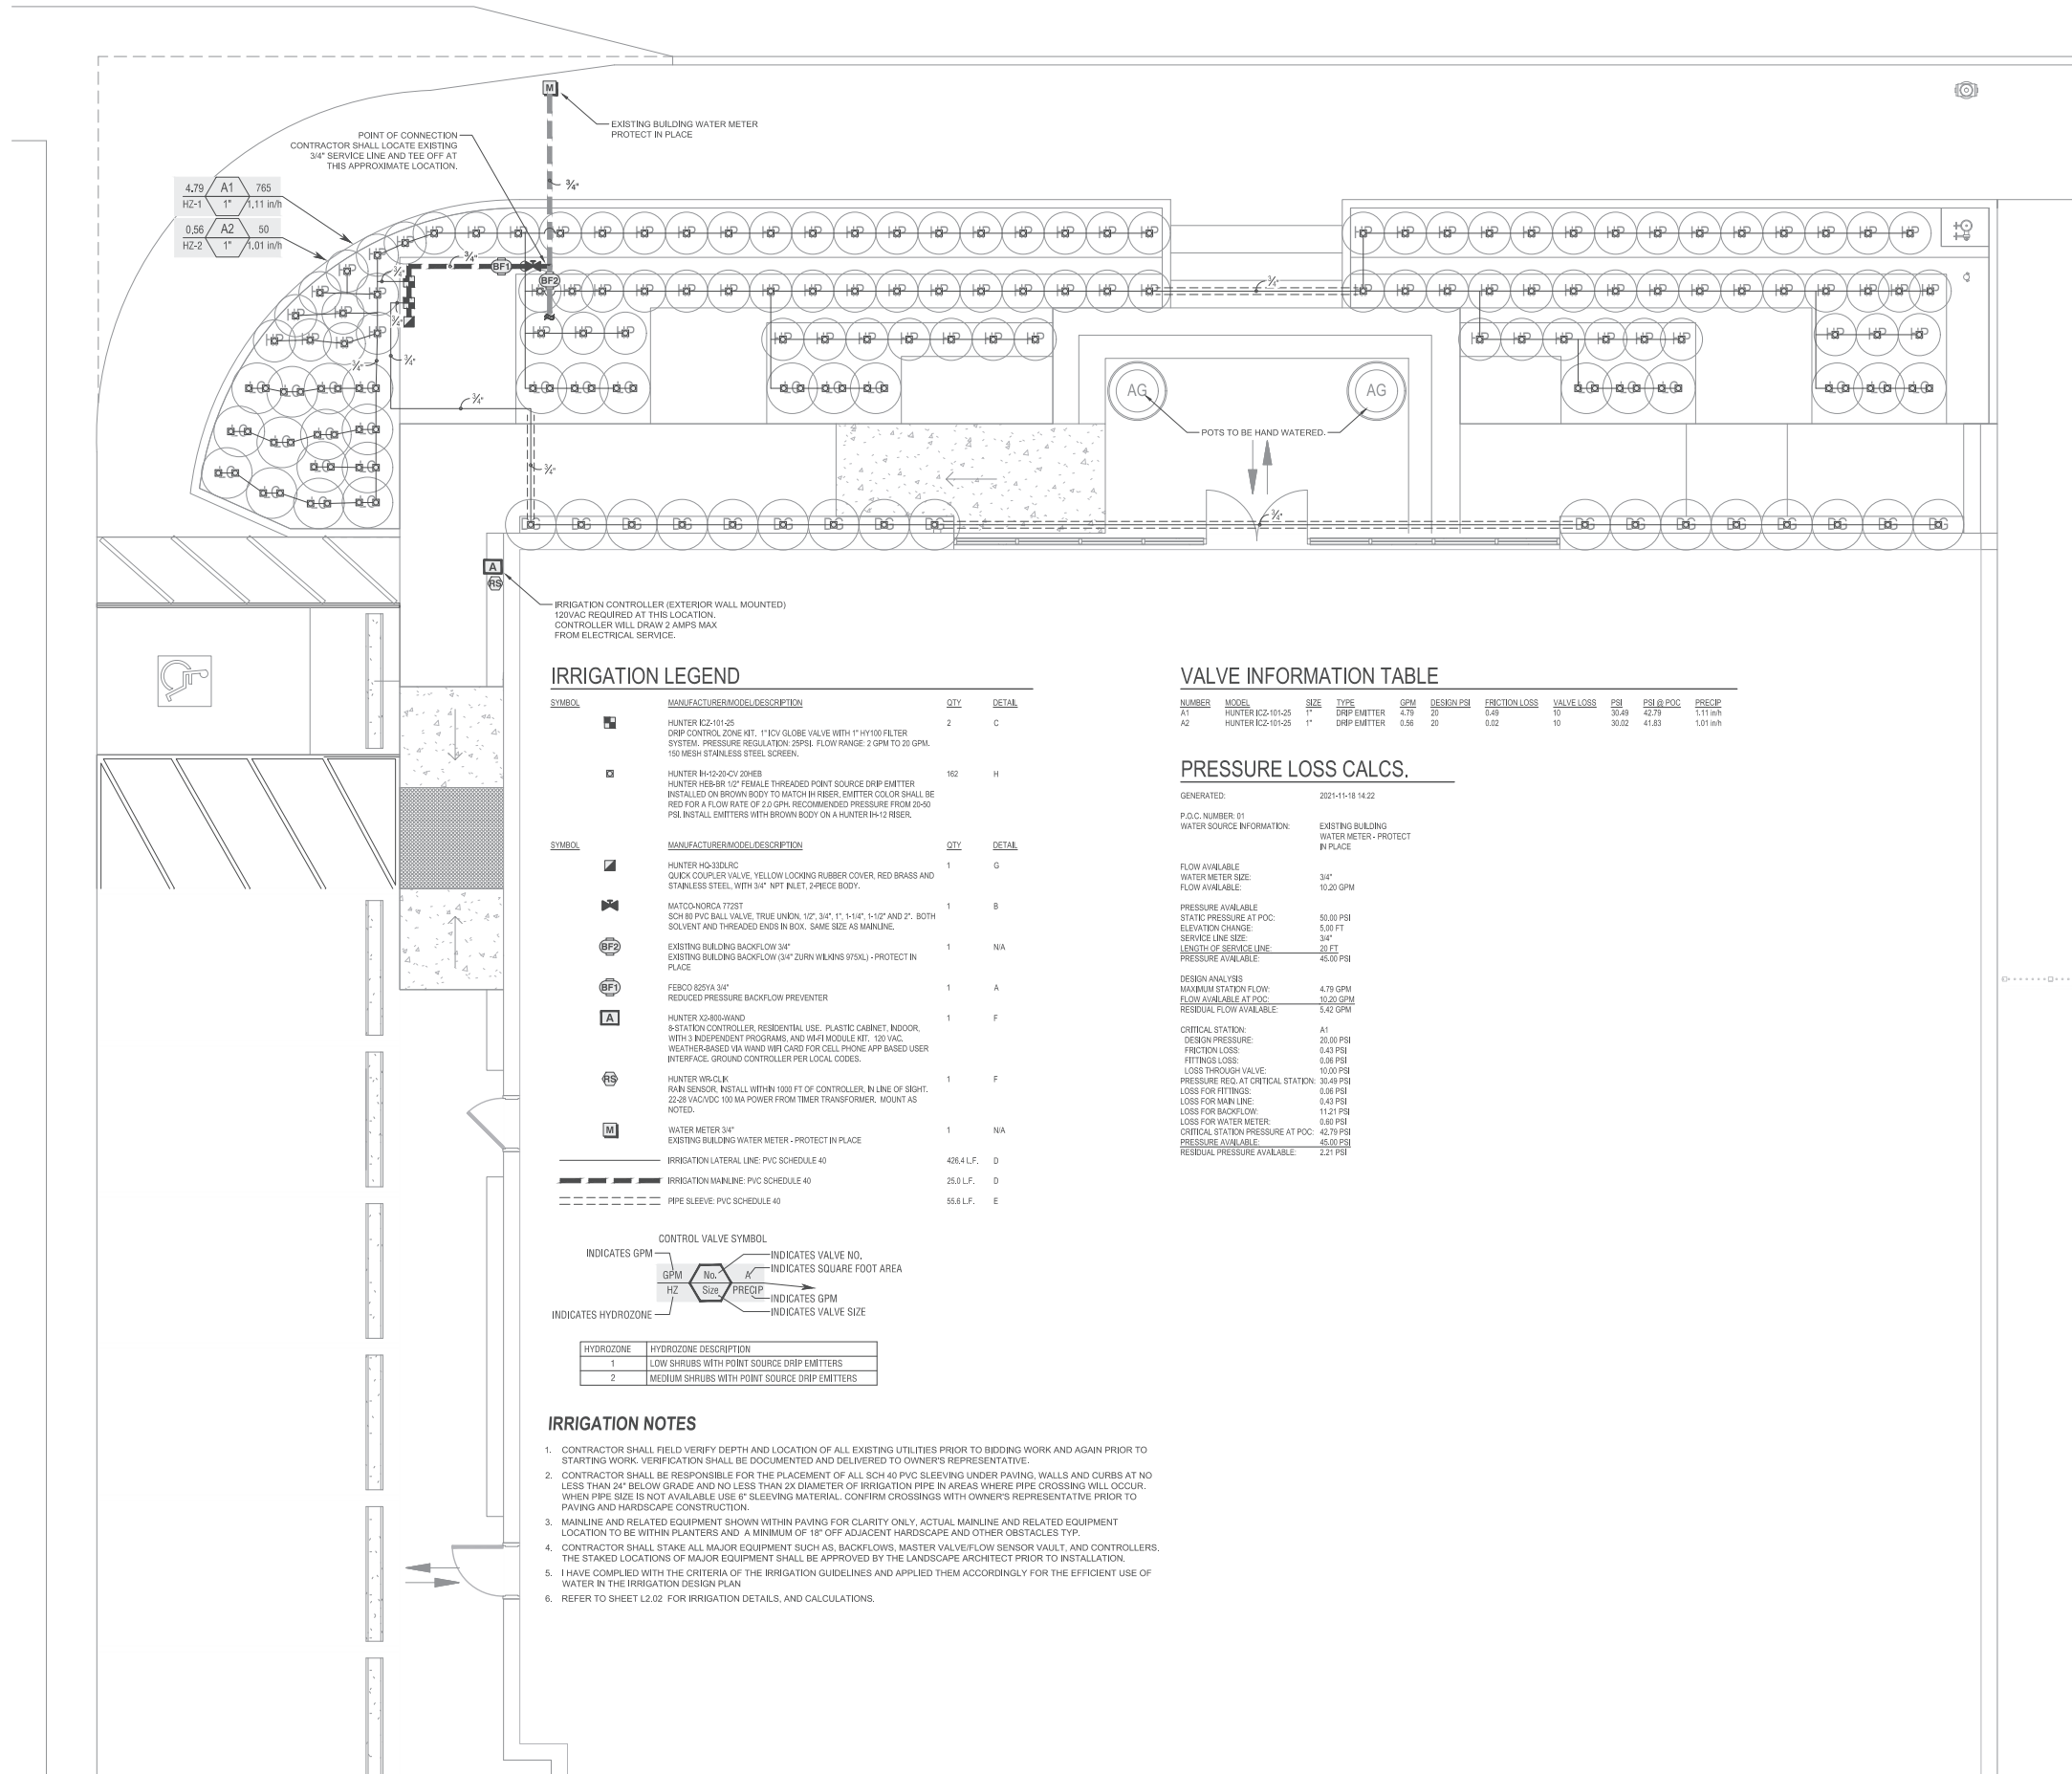 M
EXISTING BUILDING WATER METER
PROTECT IN PLACE
POINT OF CONNECTION
CONTRACTOR SHALL LOCATE EXISTING
3/4" SERVICE LINE AND TEE OFF AT
THIS APPROXIMATE LOCATION.
4.79 A1 765
HZ-1 1" 1.11 in/h
0.56 A2 50
HZ-2 1" 1.01 in/h
3/4"
BF1
BF2
AG
AG
POTS TO BE HAND WATERED.
A
RS
IRRIGATION CONTROLLER (EXTERIOR WALL MOUNTED)
120VAC REQUIRED AT THIS LOCATION.
CONTROLLER WILL DRAW 2 AMPS MAX
FROM ELECTRICAL SERVICE.
IRRIGATION LEGEND
SYMBOL MANUFACTURER/MODEL/DESCRIPTION QTY DETAIL
HUNTER ICZ-101-25 2 C
DRIP CONTROL ZONE KIT. 1" ICV GLOBE VALVE WITH 1" HY100 FILTER
SYSTEM. PRESSURE REGULATION: 25PSI. FLOW RANGE: 2 GPM TO 20 GPM.
150 MESH STAINLESS STEEL SCREEN.
HUNTER IH-12-20-CV 20HEB 162 H
HUNTER HEB-BR 1/2" FEMALE THREADED POINT SOURCE DRIP EMITTER
INSTALLED ON BROWN BODY TO MATCH IH RISER. EMITTER COLOR SHALL BE
RED FOR A FLOW RATE OF 2.0 GPH. RECOMMENDED PRESSURE FROM 20-50
PSI. INSTALL EMITTERS WITH BROWN BODY ON A HUNTER IH-12 RISER.
SYMBOL MANUFACTURER/MODEL/DESCRIPTION QTY DETAIL
HUNTER HQ-33DLRC 1 G
QUICK COUPLER VALVE, YELLOW LOCKING RUBBER COVER, RED BRASS AND
STAINLESS STEEL, WITH 3/4" NPT INLET, 2-PIECE BODY.
MATCO-NORCA 772ST 1 B
SCH 80 PVC BALL VALVE, TRUE UNION, 1/2", 3/4", 1", 1-1/4", 1-1/2" AND 2". BOTH
SOLVENT AND THREADED ENDS IN BOX. SAME SIZE AS MAINLINE.
BF2 EXISTING BUILDING BACKFLOW 3/4" 1 N/A
EXISTING BUILDING BACKFLOW (3/4" ZURN WILKINS 975XL) - PROTECT IN
PLACE
BF1 FEBCO 825YA 3/4" 1 A
REDUCED PRESSURE BACKFLOW PREVENTER
A HUNTER X2-800-WAND 1 F
8-STATION CONTROLLER, RESIDENTIAL USE. PLASTIC CABINET, INDOOR,
WITH 3 INDEPENDENT PROGRAMS, AND WI-FI MODULE KIT. 120 VAC.
WEATHER-BASED VIA WAND WIFI CARD FOR CELL PHONE APP BASED USER
INTERFACE. GROUND CONTROLLER PER LOCAL CODES.
RS HUNTER WR-CLIK 1 F
RAIN SENSOR, INSTALL WITHIN 1000 FT OF CONTROLLER, IN LINE OF SIGHT.
22-28 VAC/VDC 100 MA POWER FROM TIMER TRANSFORMER. MOUNT AS
NOTED.
M WATER METER 3/4" 1 N/A
EXISTING BUILDING WATER METER - PROTECT IN PLACE
IRRIGATION LATERAL LINE: PVC SCHEDULE 40 426.4 L.F. D
IRRIGATION MAINLINE: PVC SCHEDULE 40 25.0 L.F. D
PIPE SLEEVE: PVC SCHEDULE 40 55.6 L.F. E
CONTROL VALVE SYMBOL
INDICATES GPM
INDICATES VALVE NO.
INDICATES SQUARE FOOT AREA
GPM No. A
HZ Size PRECIP
INDICATES GPM
INDICATES HYDROZONE
INDICATES VALVE SIZE
HYDROZONE HYDROZONE DESCRIPTION
1 LOW SHRUBS WITH POINT SOURCE DRIP EMITTERS
2 MEDIUM SHRUBS WITH POINT SOURCE DRIP EMITTERS
IRRIGATION NOTES
1. CONTRACTOR SHALL FIELD VERIFY DEPTH AND LOCATION OF ALL EXISTING UTILITIES PRIOR TO BIDDING WORK AND AGAIN PRIOR TO
STARTING WORK. VERIFICATION SHALL BE DOCUMENTED AND DELIVERED TO OWNER'S REPRESENTATIVE.
2. CONTRACTOR SHALL BE RESPONSIBLE FOR THE PLACEMENT OF ALL SCH 40 PVC SLEEVING UNDER PAVING, WALLS AND CURBS AT NO
LESS THAN 24" BELOW GRADE AND NO LESS THAN 2X DIAMETER OF IRRIGATION PIPE IN AREAS WHERE PIPE CROSSING WILL OCCUR.
WHEN PIPE SIZE IS NOT AVAILABLE USE 6" SLEEVING MATERIAL. CONFIRM CROSSINGS WITH OWNER'S REPRESENTATIVE PRIOR TO
PAVING AND HARDSCAPE CONSTRUCTION.
3. MAINLINE AND RELATED EQUIPMENT SHOWN WITHIN PAVING FOR CLARITY ONLY, ACTUAL MAINLINE AND RELATED EQUIPMENT
LOCATION TO BE WITHIN PLANTERS AND A MINIMUM OF 18" OFF ADJACENT HARDSCAPE AND OTHER OBSTACLES TYP.
4. CONTRACTOR SHALL STAKE ALL MAJOR EQUIPMENT SUCH AS, BACKFLOWS, MASTER VALVE/FLOW SENSOR VAULT, AND CONTROLLERS.
THE STAKED LOCATIONS OF MAJOR EQUIPMENT SHALL BE APPROVED BY THE LANDSCAPE ARCHITECT PRIOR TO INSTALLATION.
5. I HAVE COMPLIED WITH THE CRITERIA OF THE IRRIGATION GUIDELINES AND APPLIED THEM ACCORDINGLY FOR THE EFFICIENT USE OF
WATER IN THE IRRIGATION DESIGN PLAN
6. REFER TO SHEET L2.02 FOR IRRIGATION DETAILS, AND CALCULATIONS.
VALVE INFORMATION TABLE
NUMBER MODEL SIZE TYPE GPM DESIGN PSI FRICTION LOSS VALVE LOSS PSI PSI @ POC PRECIP
A1 HUNTER ICZ-101-25 1" DRIP EMITTER 4.79 20 0.49 10 30.49 42.79 1.11 in/h
A2 HUNTER ICZ-101-25 1" DRIP EMITTER 0.56 20 0.02 10 30.02 41.83 1.01 in/h
PRESSURE LOSS CALCS.
GENERATED: 2021-11-18 14:22
P.O.C. NUMBER: 01
WATER SOURCE INFORMATION: EXISTING BUILDING
WATER METER - PROTECT
IN PLACE
FLOW AVAILABLE
WATER METER SIZE: 3/4"
FLOW AVAILABLE: 10.20 GPM
PRESSURE AVAILABLE
STATIC PRESSURE AT POC: 50.00 PSI
ELEVATION CHANGE: 5.00 FT
SERVICE LINE SIZE: 3/4"
LENGTH OF SERVICE LINE: 20 FT
PRESSURE AVAILABLE: 45.00 PSI
DESIGN ANALYSIS
MAXIMUM STATION FLOW: 4.79 GPM
FLOW AVAILABLE AT POC: 10.20 GPM
RESIDUAL FLOW AVAILABLE: 5.42 GPM
CRITICAL STATION: A1
DESIGN PRESSURE: 20.00 PSI
FRICTION LOSS: 0.43 PSI
FITTINGS LOSS: 0.06 PSI
LOSS THROUGH VALVE: 10.00 PSI
PRESSURE REQ. AT CRITICAL STATION: 30.49 PSI
LOSS FOR FITTINGS: 0.06 PSI
LOSS FOR MAIN LINE: 0.43 PSI
LOSS FOR BACKFLOW: 11.21 PSI
LOSS FOR WATER METER: 0.60 PSI
CRITICAL STATION PRESSURE AT POC: 42.79 PSI
PRESSURE AVAILABLE: 45.00 PSI
RESIDUAL PRESSURE AVAILABLE: 2.21 PSI